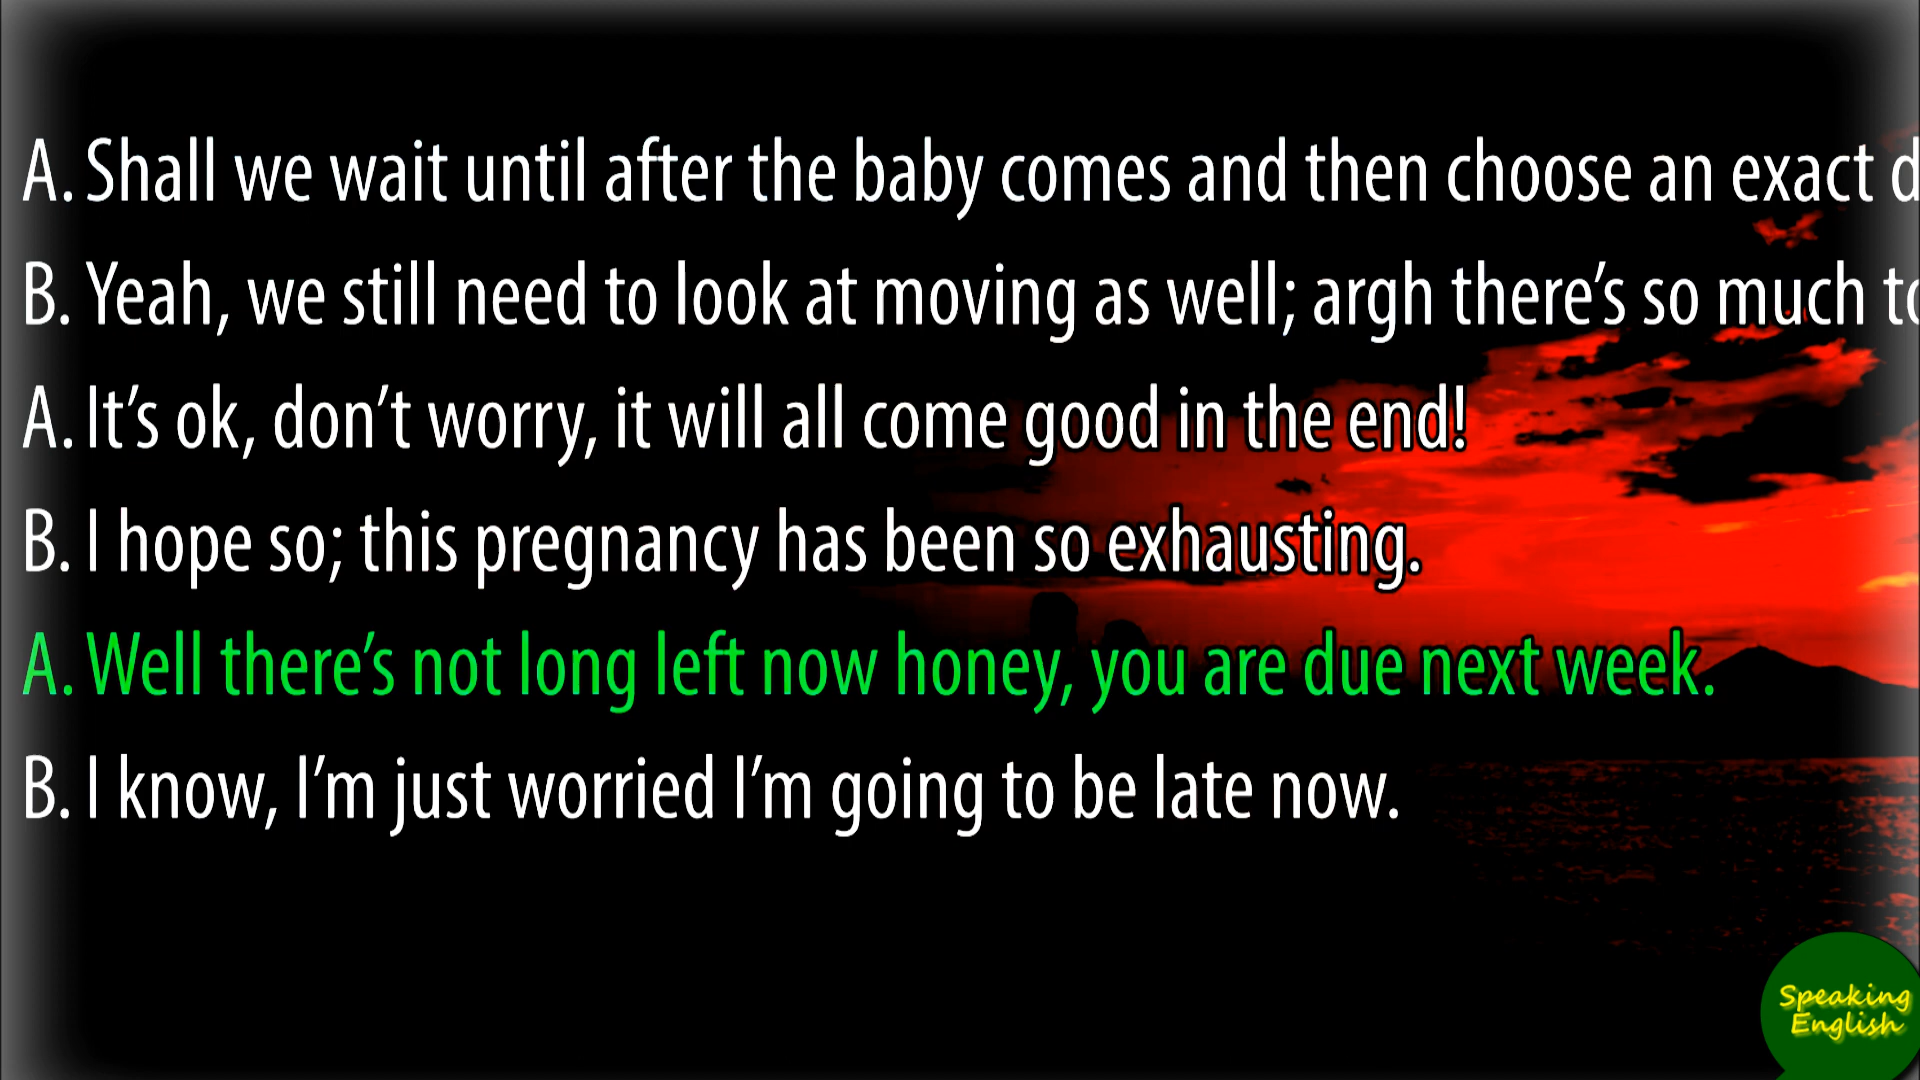 A. Shall we wait until after the baby comes and then choose an exact
B. Yeah, we still need to look at moving as well; argh there’s so much
A. It’s ok, don’t worry, it will all come good in the end!
B. I hope so; this pregnancy has been so exhausting.
A. Well there’s not long left now honey, you are due next week.
B. I know, I’m just worried I’m going to be late now.
Speaking
English